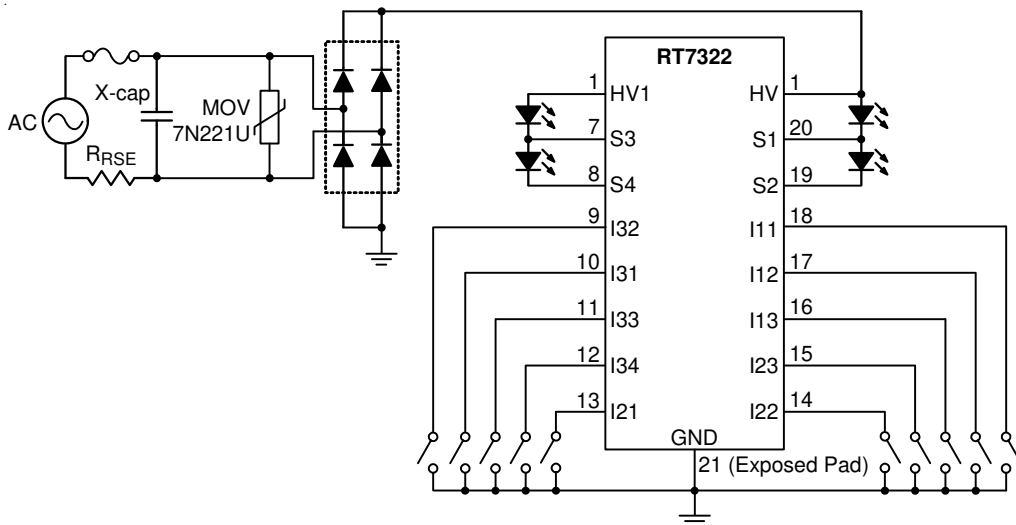 RT7322
X-cap
MOV
7N221U
AC
RRSE
1 HV1
7 S3
8 S4
9 I32
10 I31
11 I33
12 I34
13 I21
HV 1
S1 20
S2 19
I11 18
I12 17
I13 16
I23 15
I22 14
GND
21 (Exposed Pad)